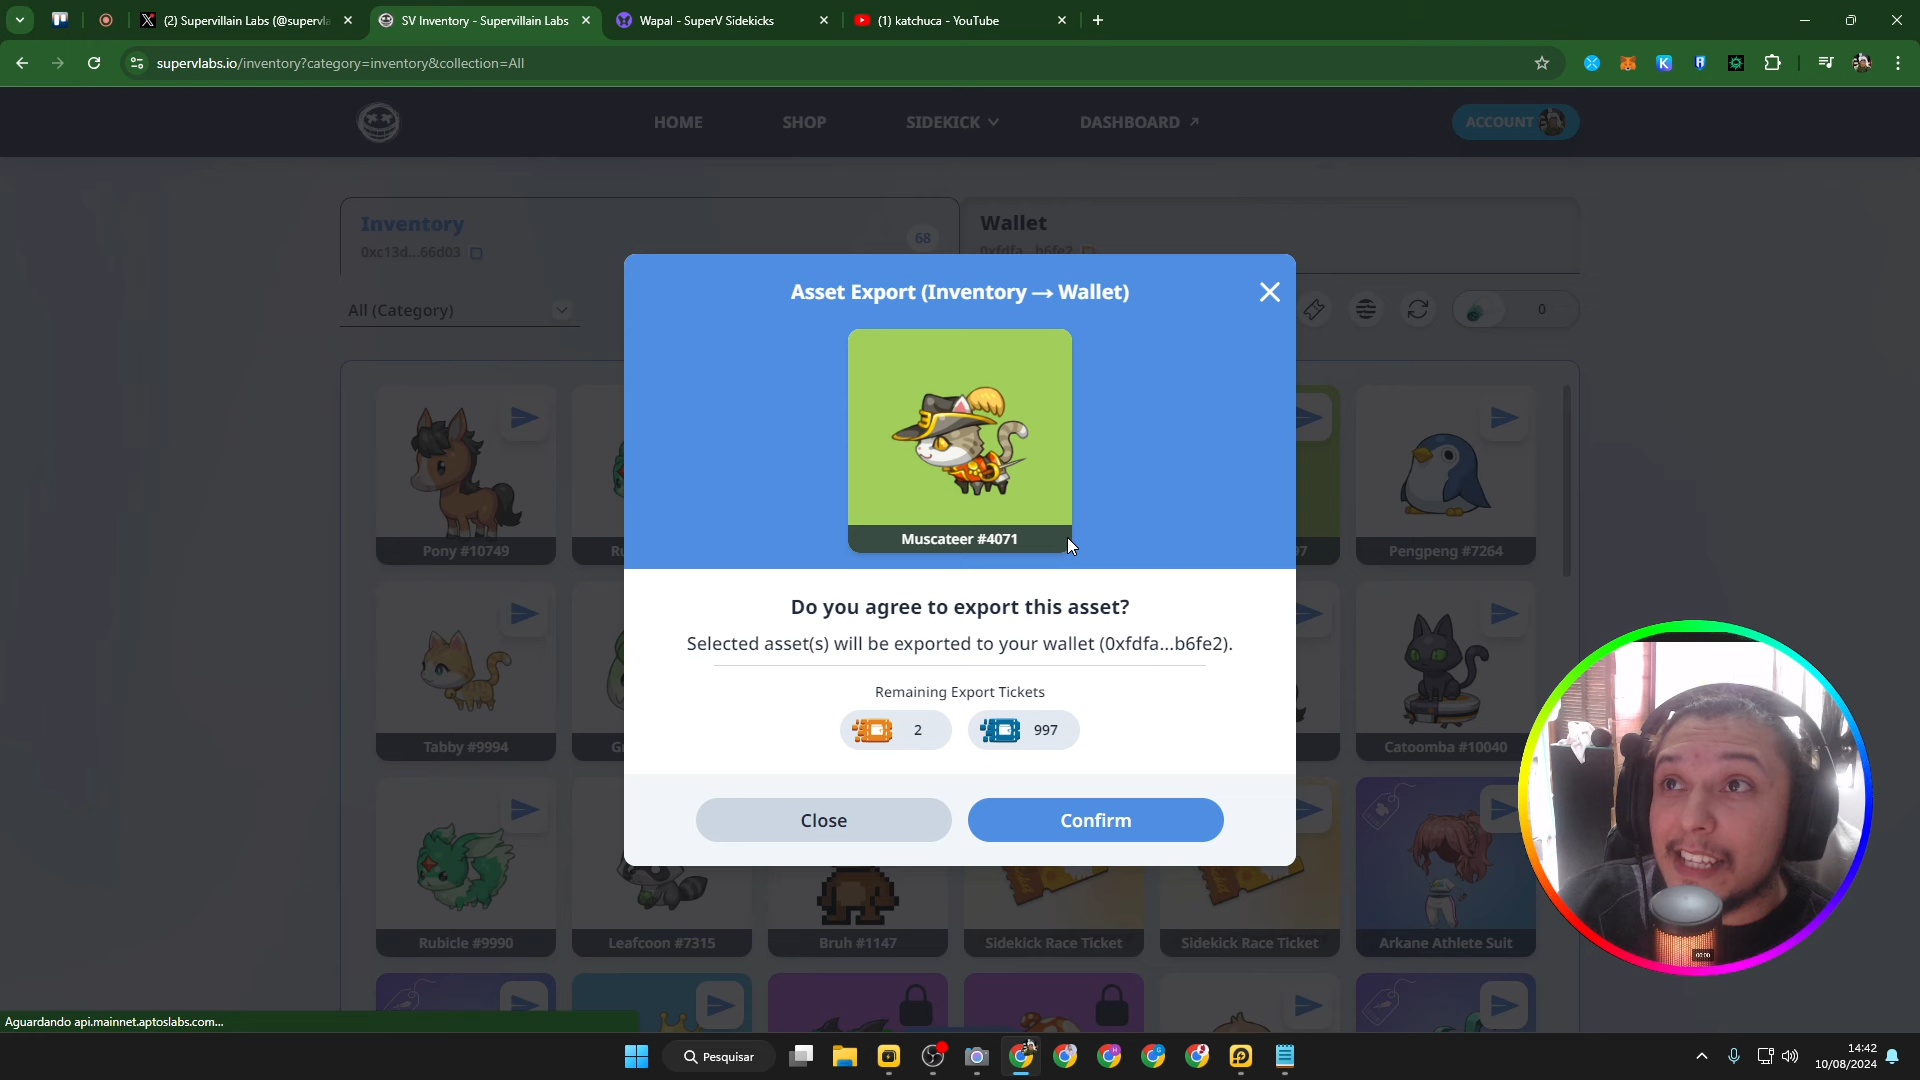 (2) Supervillain Labs (@supervla
SV Inventory - Supervillain Labs
Wapal - SuperV Sidekicks
(1) katchuca - YouTube
supervlabs.io/inventory?category=inventory&collection=All
HOME
SHOP
SIDEKICK
DASHBOARD
ACCOUNT
Inventory
0xc13d...66d03
68
Wallet
0xfdfa...b6fe2
All (Category)
0
Asset Export (Inventory → Wallet)
Muscateer #4071
Do you agree to export this asset?
Selected asset(s) will be exported to your wallet (0xfdfa...b6fe2).
Remaining Export Tickets
2
997
Close
Confirm
Pony #10749
Pengpeng #7264
Tabby #9994
Catoomba #10040
Rubicle #9990
Leafcoon #7315
Bruh #1147
Sidekick Race Ticket
Sidekick Race Ticket
Arkane Athlete Suit
00:00
Aguardando api.mainnet.aptoslabs.com...
Pesquisar
14:42
10/08/2024